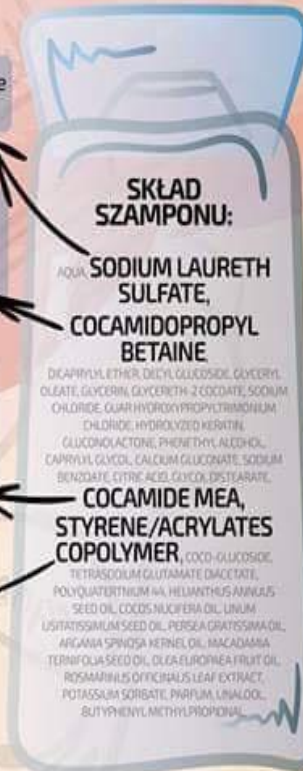 e
SKŁAD
SZAMPONU:
AQUA, SODIUM LAURETH
SULFATE,
COCAMIDOPROPYL
BETAINE
DICAPRYLYL ETHER, DECYL GLUCOSIDE, GLYCERYL
OLEATE, GLYCERIN, GLYCERETH-2 COCOATE, SODIUM
CHLORIDE, GUAR HYDROXYPROPYLTRIMONIUM
CHLORIDE, HYDROLYZED KERATIN,
GLUCONOLACTONE, PHENETHYL ALCOHOL,
CAPRYLYL GLYCOL, CALCIUM GLUCONATE, SODIUM
BENZOATE, CITRIC ACID, GLYCOL DISTEARATE,
COCAMIDE MEA,
STYRENE/ACRYLATES
COPOLYMER, COCO-GLUCOSIDE,
TETRASODIUM GLUTAMATE DIACETATE,
POLYQUATERTNIUM 44, HELIANTHUS ANNUUS
SEED OIL, COCOS NUCIFERA OIL, LINUM
USITATISSIMUM SEED OIL, PERSEA GRATISSIMA OIL,
ARGANIA SPINOSA KERNEL OIL, MACADAMIA
TERNIFOLIA SEED OIL, OLEA EUROPAEA FRUIT OIL,
ROSMARINUS OFFICINALIS LEAF EXTRACT,
POTASSIUM SORBATE, PARFUM, LINALOOL,
BUTYPHENYL METHYLPROPIONAL